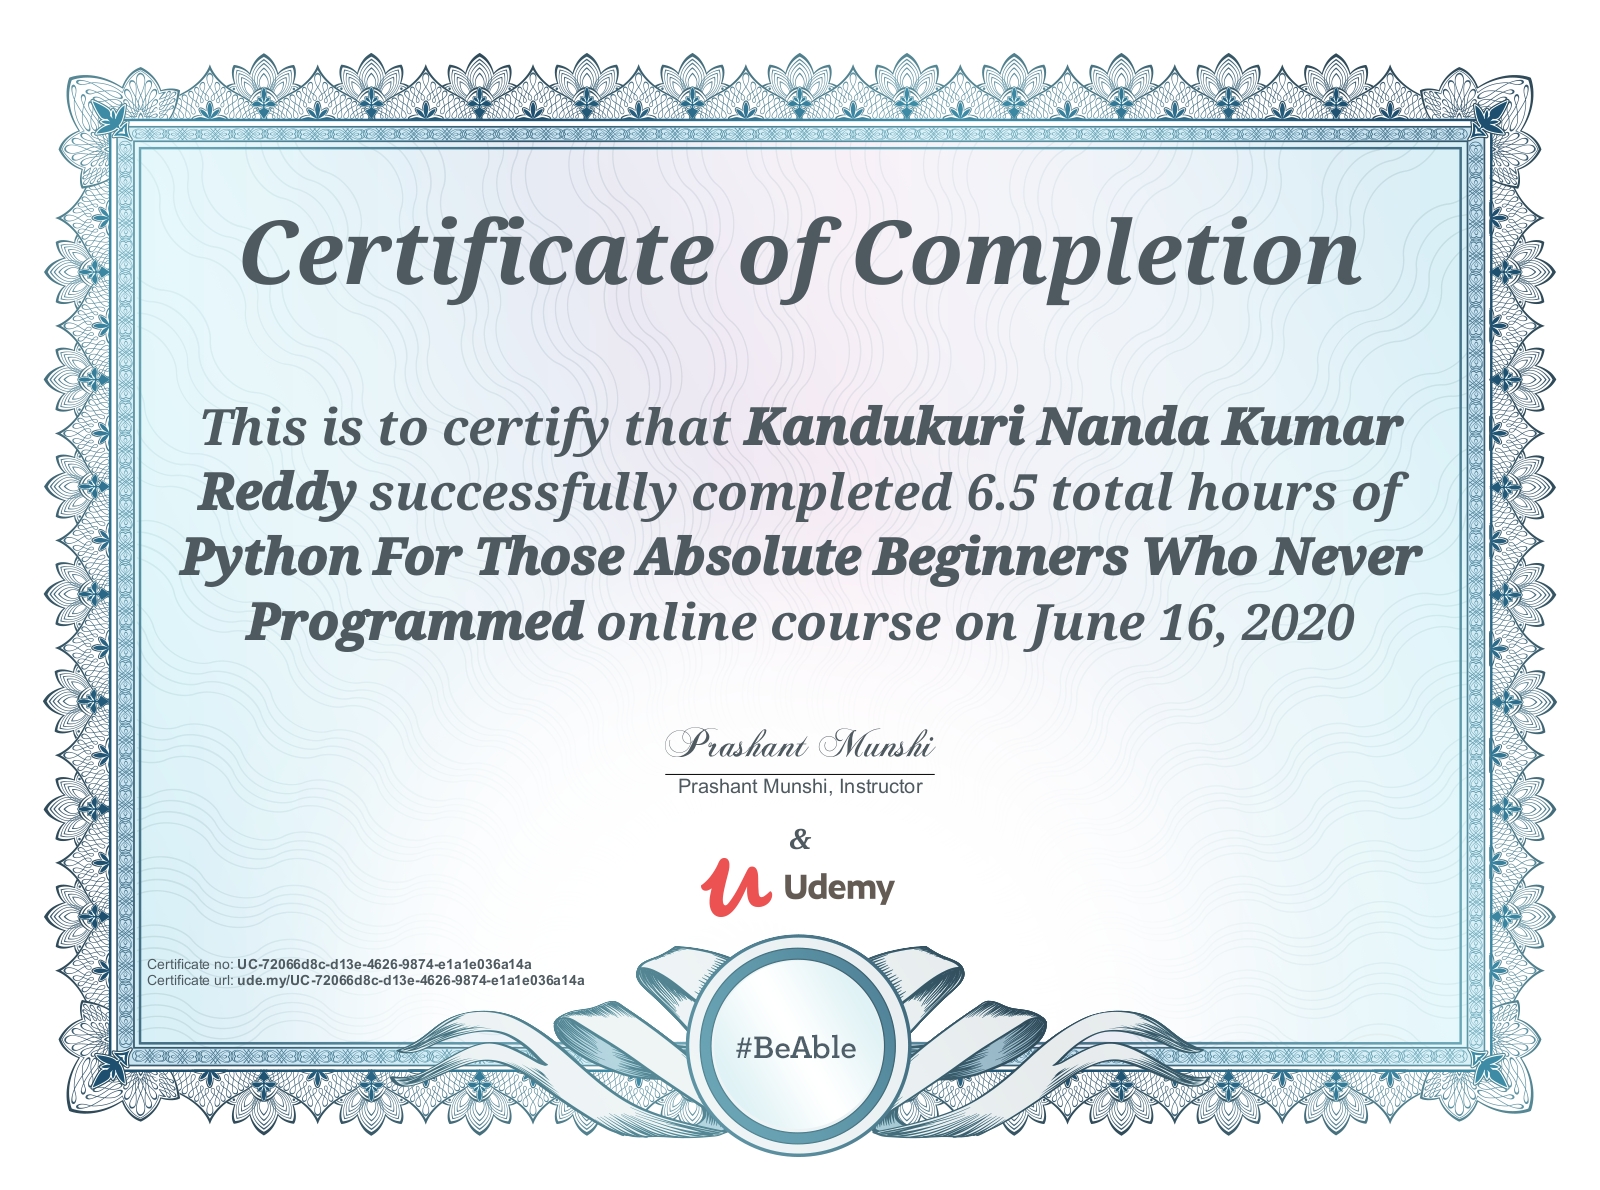 Certificate of Completion
This is to certify that Kandukuri Nanda Kumar
Reddy successfully completed 6.5 total hours of
Python For Those Absolute Beginners Who Never
Programmed online course on June 16, 2020
Prashant Munshi
Prashant Munshi, Instructor
&
Udemy
Certificate no: UC-72066d8c-d13e-4626-9874-e1a1e036a14a
Certificate url: ude.my/UC-72066d8c-d13e-4626-9874-e1a1e036a14a
#BeAble